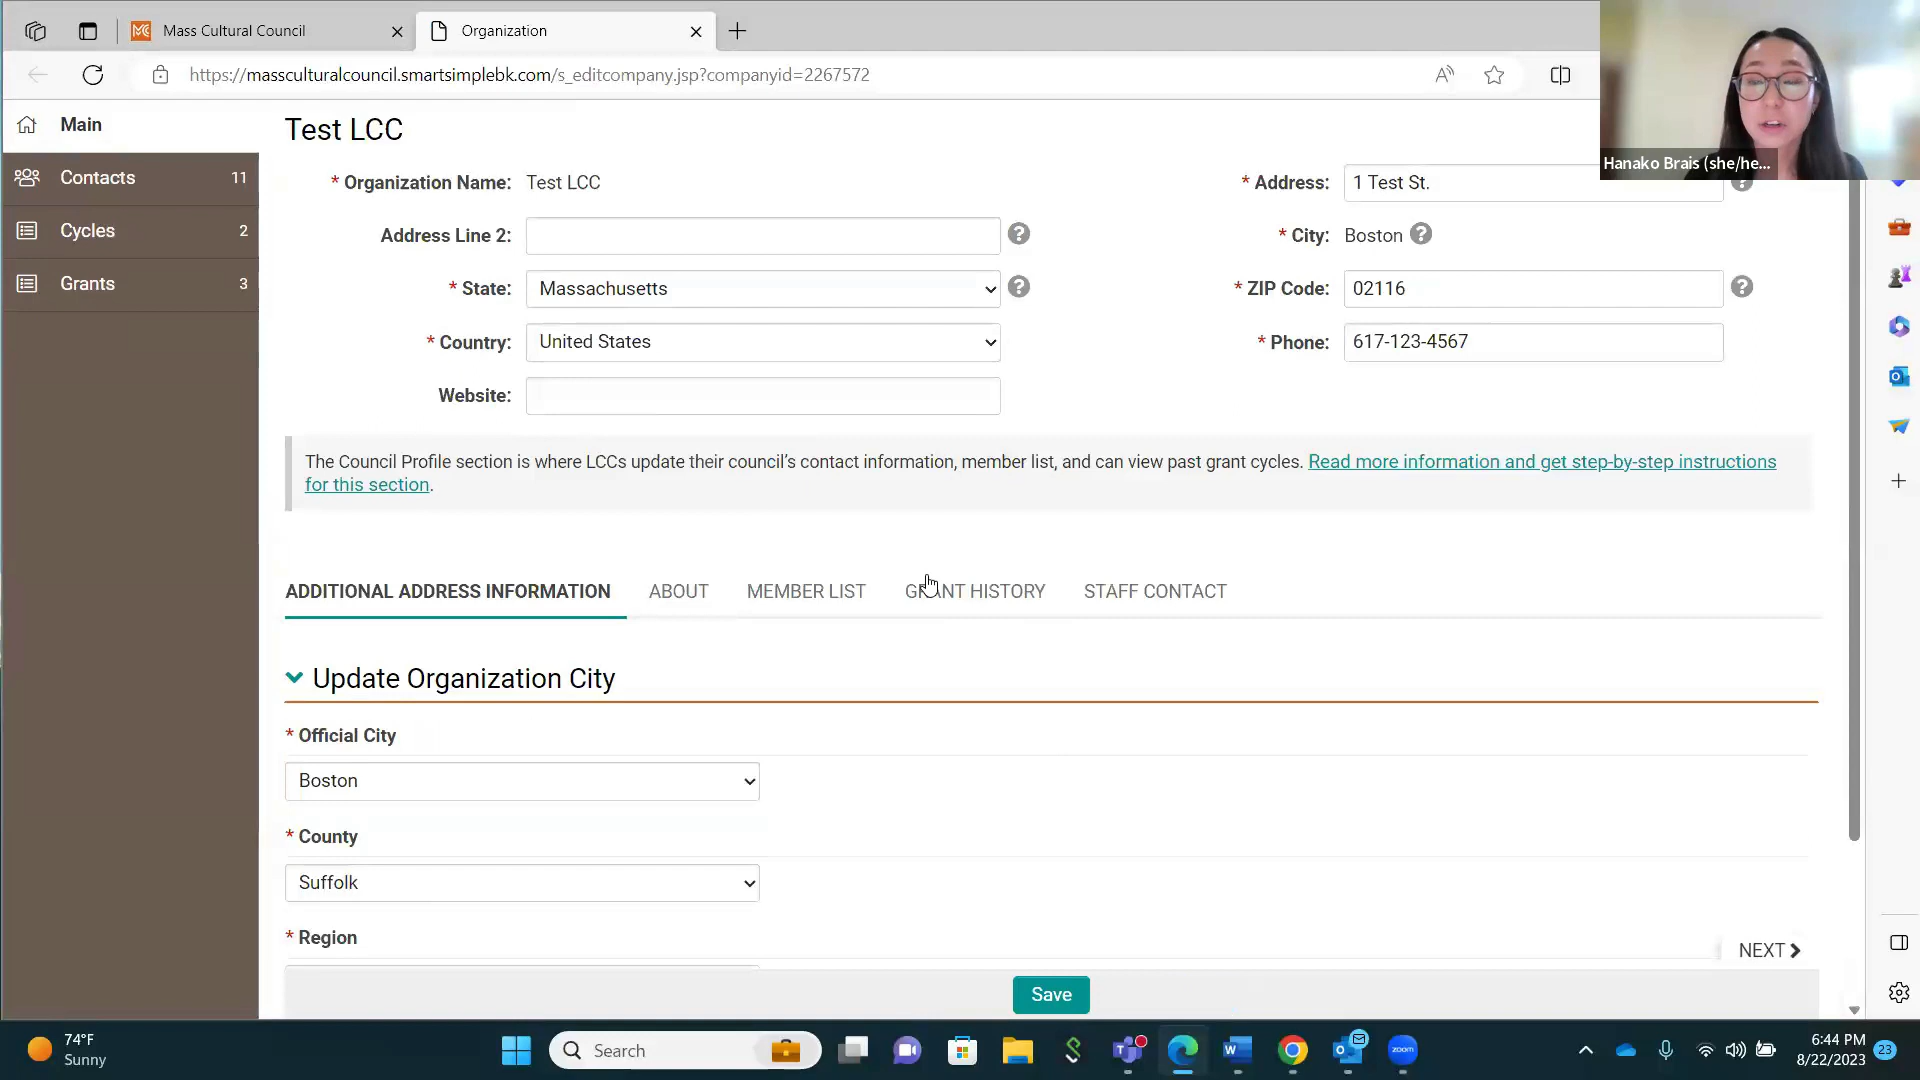 Mass Cultural Council
Organization
https://massculturalcouncil.smartsimplebk.com/s_editcompany.jsp?companyid=2267572
Hanako Brais (she/he...
Main
Contacts 11
Cycles 2
Grants 3
Test LCC
* Organization Name: Test LCC
* Address: 1 Test St.
Address Line 2:
* City: Boston
* State: Massachusetts
* ZIP Code: 02116
* Country: United States
* Phone: 617-123-4567
Website:
The Council Profile section is where LCCs update their council's contact information, member list, and can view past grant cycles. Read more information and get step-by-step instructions
for this section.
ADDITIONAL ADDRESS INFORMATION ABOUT MEMBER LIST GRANT HISTORY STAFF CONTACT
Update Organization City
* Official City
Boston
* County
Suffolk
* Region
NEXT
Save
74°F
Sunny
Search
zoom
6:44 PM
8/22/2023
23